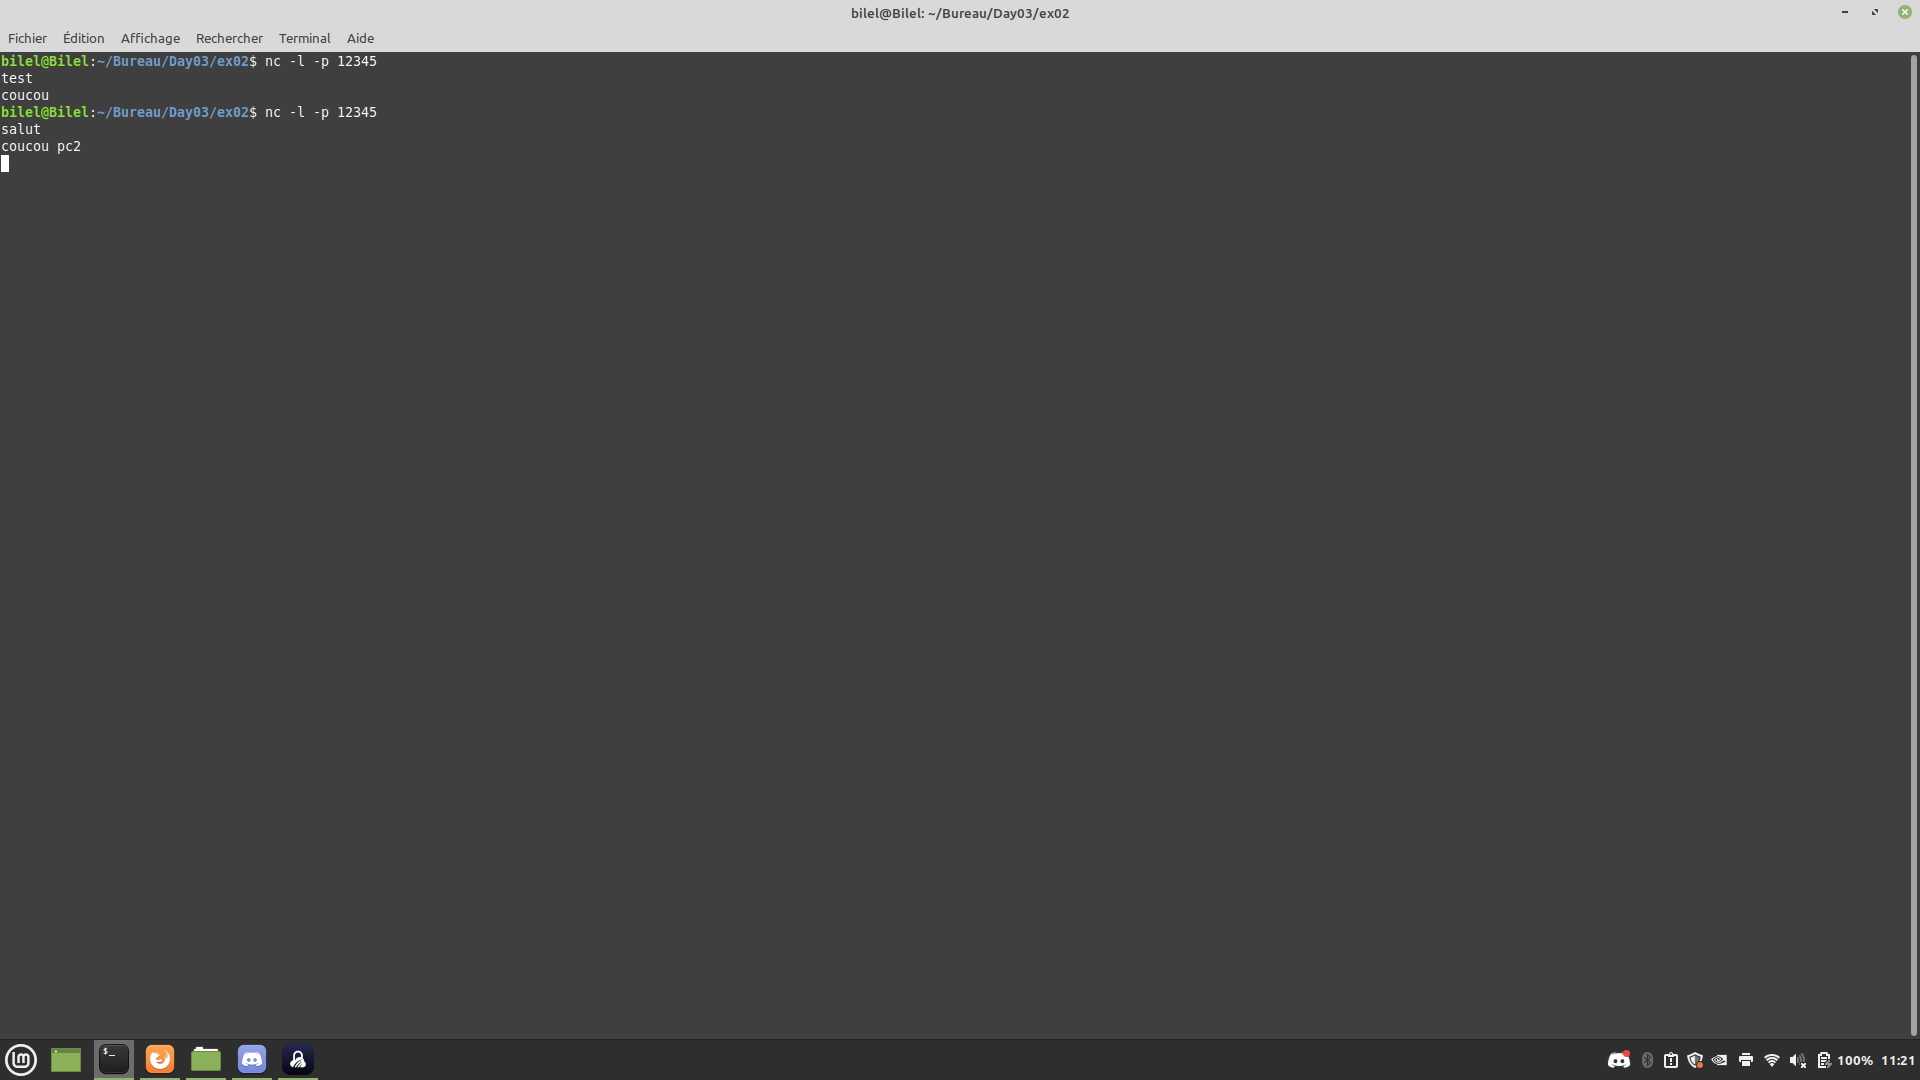 bilel@Bilel: ~/Bureau/Day03/ex02
Fichier Édition Affichage Rechercher Terminal Aide
bilel@Bilel:~/Bureau/Day03/ex02$ nc -l -p 12345
test
coucou
bilel@Bilel:~/Bureau/Day03/ex02$ nc -l -p 12345
salut
coucou pc2
$_
lm
100% 11:21